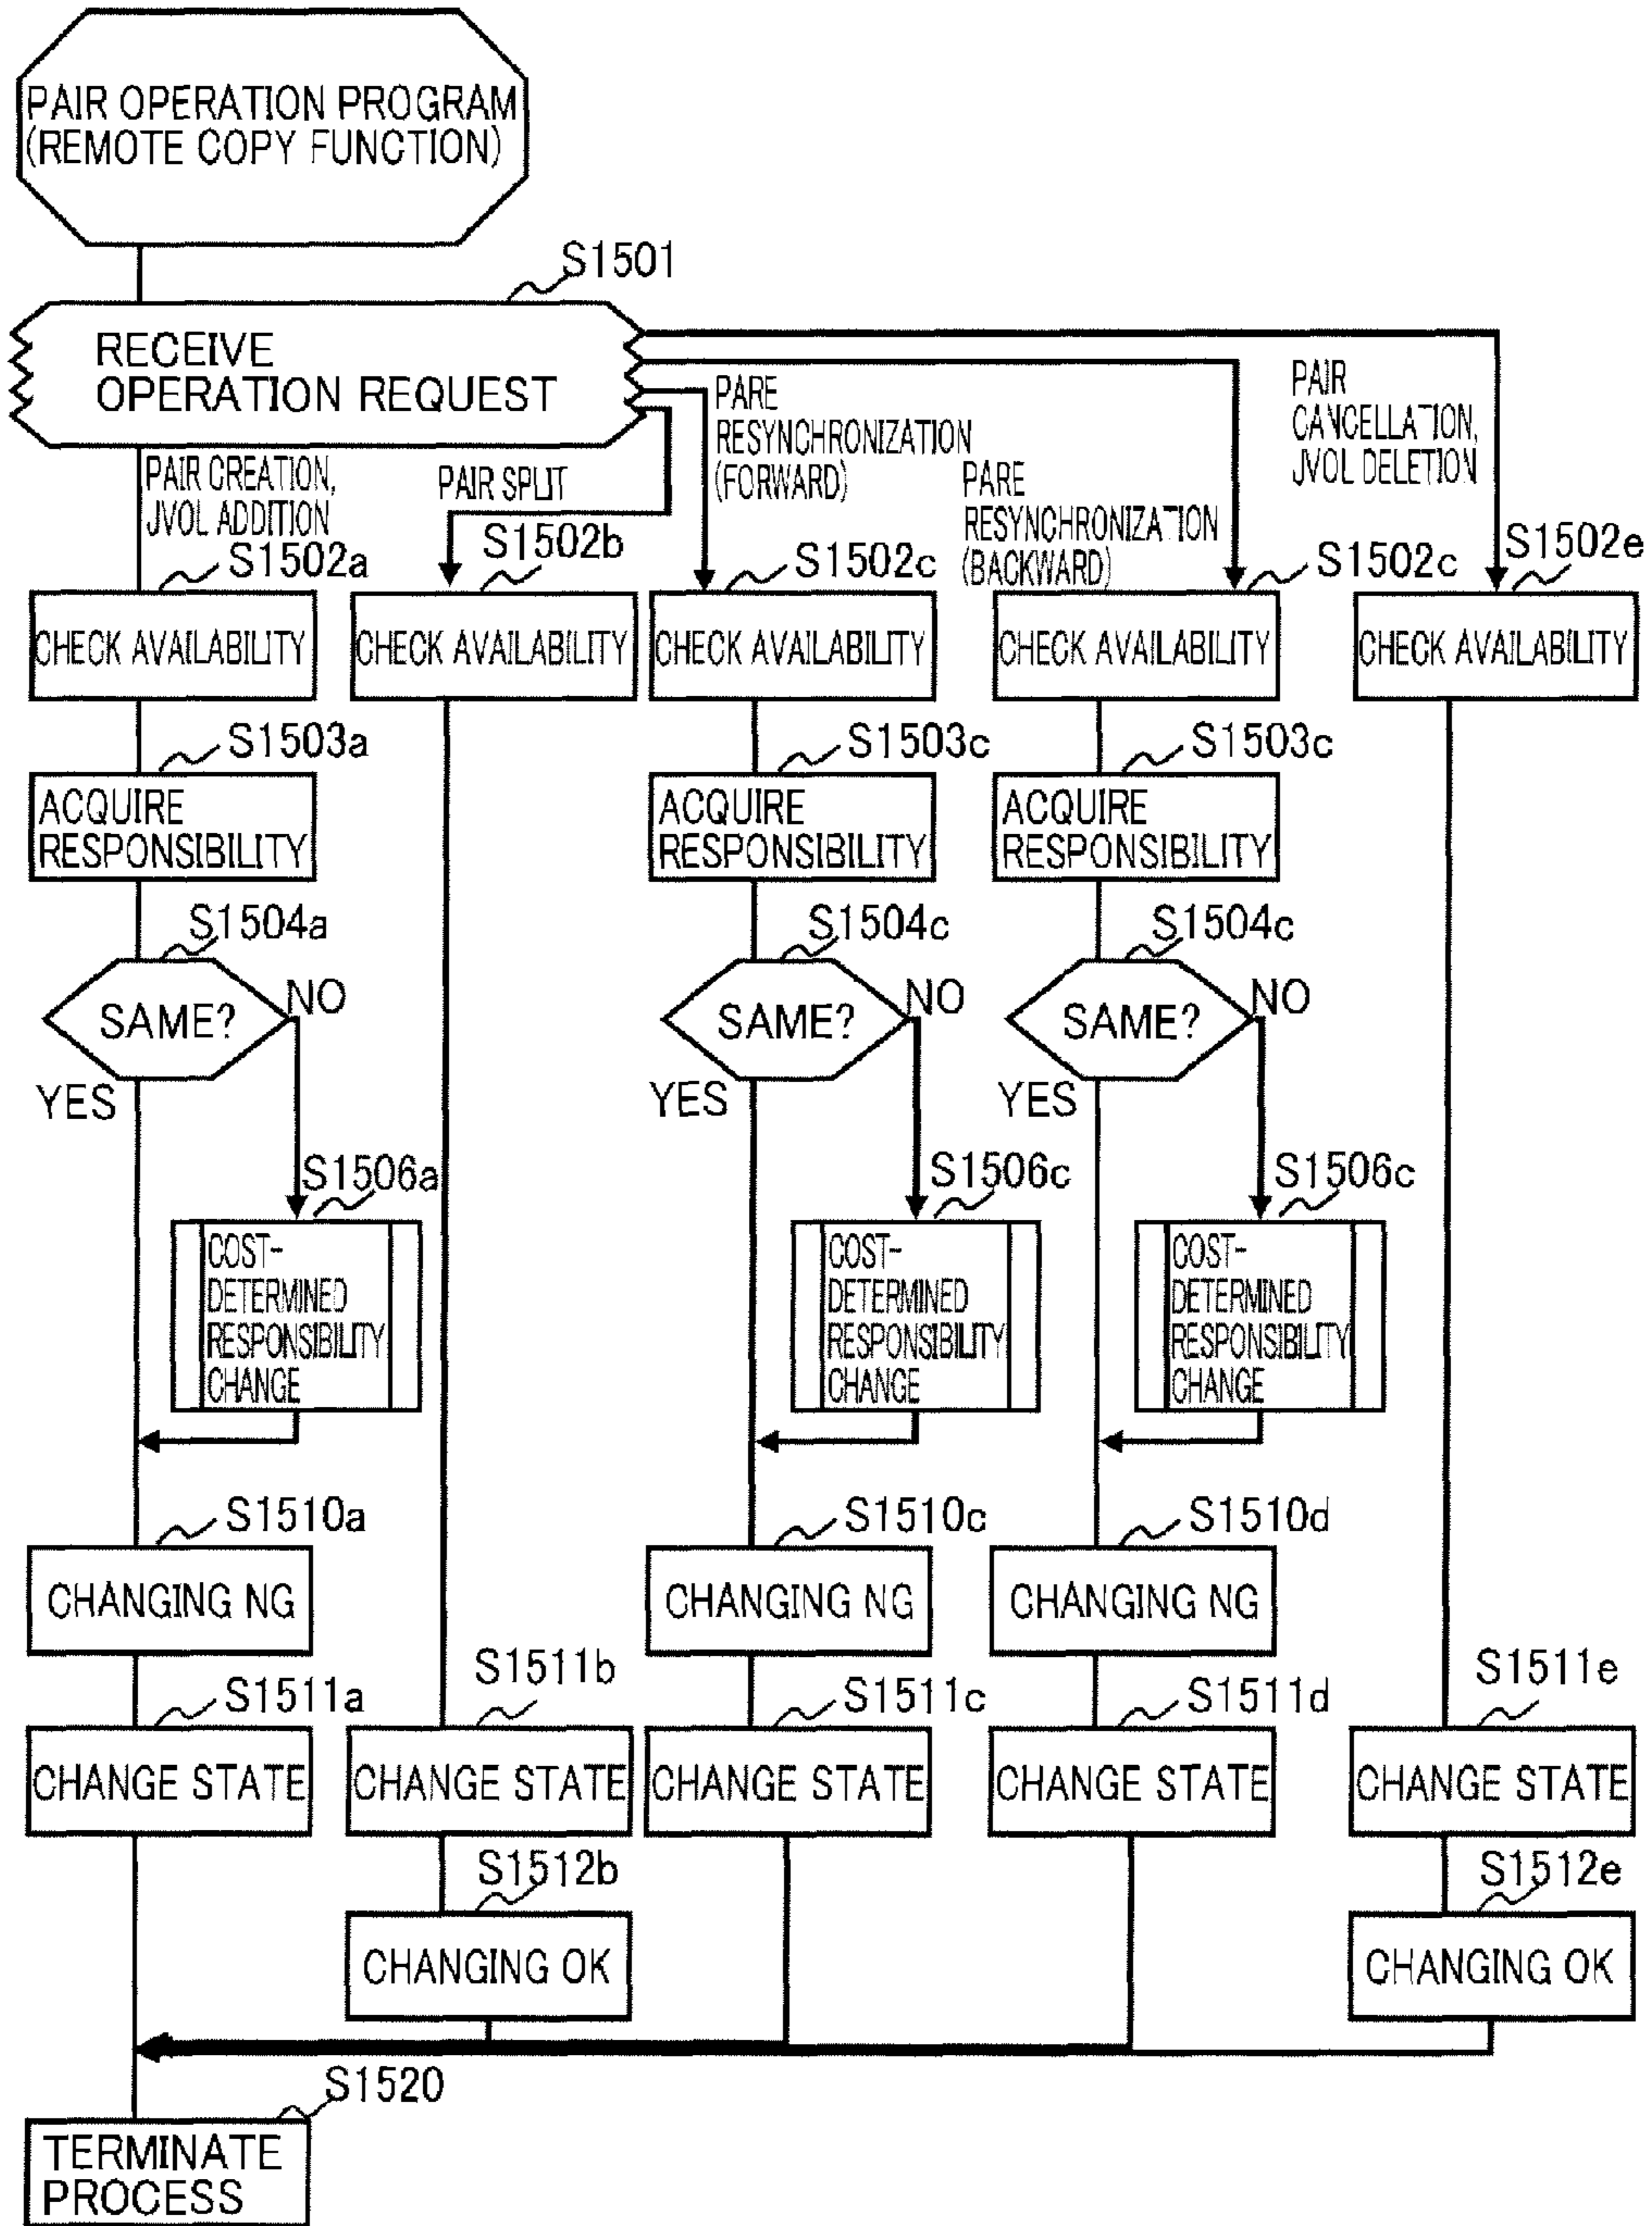 PAIR OPERATION PROGRAM
(REMOTE COPY FUNCTION)
S1501
RECEIVE
OPERATION REQUEST
PAIR CREATION,
JVOL ADDITION
PAIR SPLIT
PARE
RESYNCHRONIZATION
(FORWARD)
PARE
RESYNCHRONIZATION
(BACKWARD)
PAIR
CANCELLATION,
JVOL DELETION
S1502a
S1502b
S1502c
S1502c
S1502e
CHECK AVAILABILITY
CHECK AVAILABILITY
CHECK AVAILABILITY
CHECK AVAILABILITY
CHECK AVAILABILITY
S1503a
S1503c
S1503c
ACQUIRE
RESPONSIBILITY
ACQUIRE
RESPONSIBILITY
ACQUIRE
RESPONSIBILITY
S1504a
S1504c
S1504c
SAME?
NO
YES
SAME?
NO
YES
SAME?
NO
YES
S1506a
S1506c
S1506c
COST-
DETERMINED
RESPONSIBILITY
CHANGE
COST-
DETERMINED
RESPONSIBILITY
CHANGE
COST-
DETERMINED
RESPONSIBILITY
CHANGE
S1510a
S1510c
S1510d
CHANGING NG
CHANGING NG
CHANGING NG
S1511a
S1511b
S1511c
S1511d
S1511e
CHANGE STATE
CHANGE STATE
CHANGE STATE
CHANGE STATE
CHANGE STATE
S1512b
S1512e
CHANGING OK
CHANGING OK
S1520
TERMINATE
PROCESS